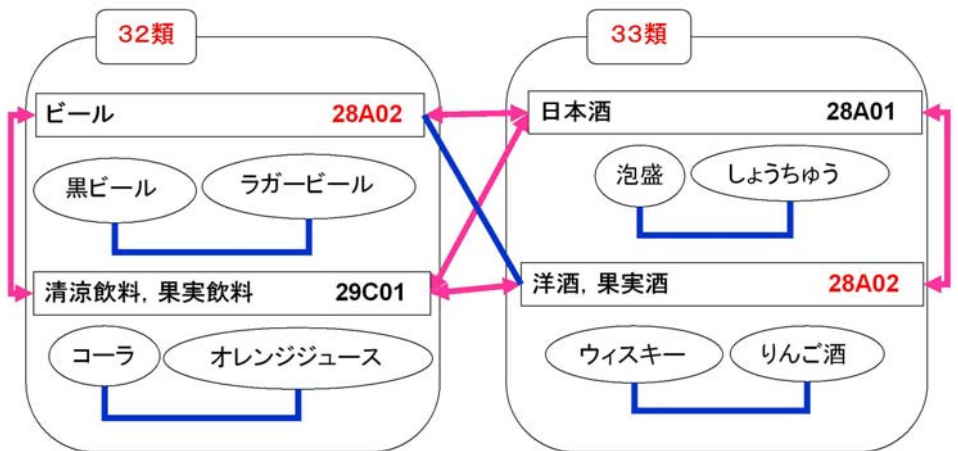 32類
ビール 28A02
黒ビール
ラガービール
清涼飲料，果実飲料 29C01
コーラ
オレンジジュース
33類
日本酒 28A01
泡盛
しょうちゅう
洋酒，果実酒 28A02
ウィスキー
りんご酒